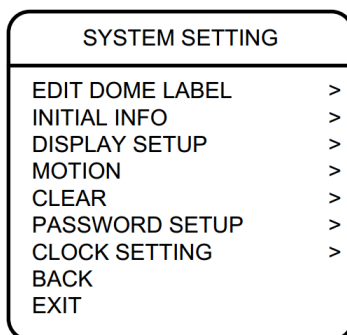 SYSTEM SETTING
EDIT DOME LABEL >
INITIAL INFO >
DISPLAY SETUP >
MOTION >
CLEAR >
PASSWORD SETUP >
CLOCK SETTING >
BACK
EXIT